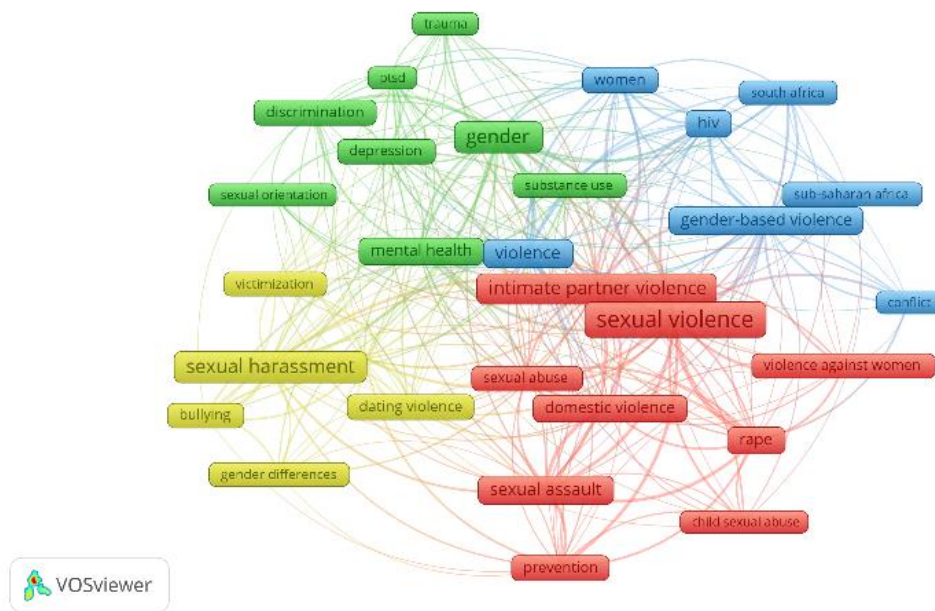 trauma
ptsd
women
south africa
discrimination
hiv
gender
depression
substance use
sexual orientation
sub-saharan africa
gender-based violence
mental health
violence
victimization
intimate partner violence
conflict
sexual violence
sexual harassment
violence against women
sexual abuse
bullying
dating violence
domestic violence
rape
gender differences
sexual assault
child sexual abuse
prevention
VOSviewer